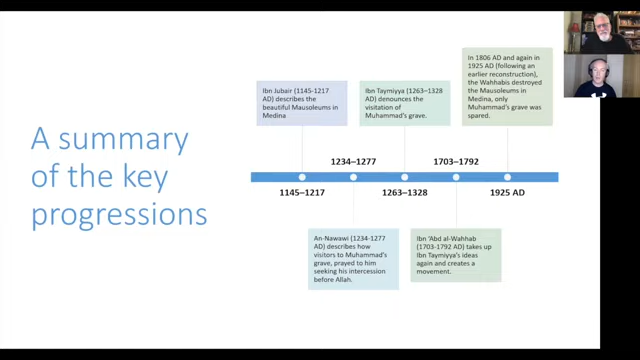 A summary
of the key
progressions
Ibn Jubair (1145-1217
AD) describes the
beautiful Mausoleums in
Medina
Ibn Taymiyya (1263–1328
AD) denounces the
visitation of
Muhammad's grave.
In 1806 AD and again in
1925 AD (following an
earlier reconstruction),
the Wahhabis destroyed
the Mausoleums in
Medina, only
Muhammad's grave was
spared.
1234–1277
1703–1792
1145–1217
1263–1328
1925 AD
An-Nawawi (1234-1277
AD) describes how
visitors to Muhammad's
grave, prayed to him
seeking his intercession
before Allah.
Ibn 'Abd al-Wahhab
(1703-1792 AD) takes up
Ibn Taymiyya's ideas
again and creates a
movement.